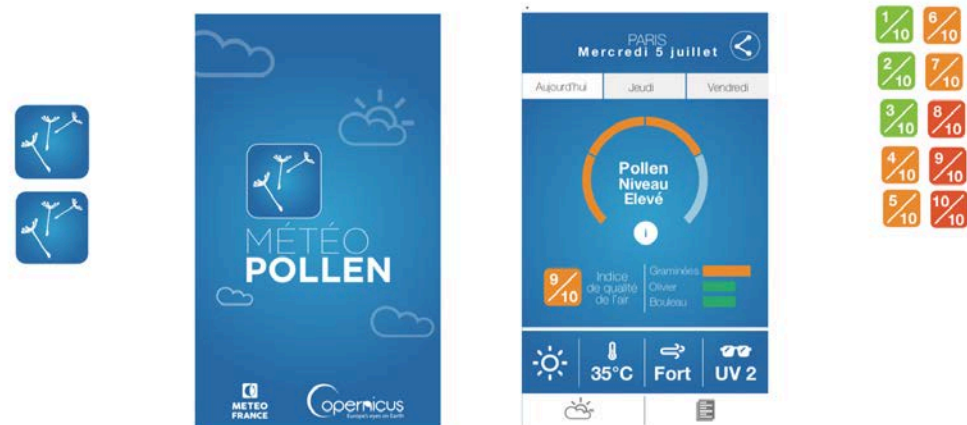 MÉTÉO
POLLEN
METEO
FRANCE
opernicus
Europe's eyes on Earth
PARIS
Mercredi 5 juillet
Aujourd'hui
Jeudi
Vendredi
Pollen
Niveau
Elevé
i
9/10
Indice
de qualité
de l'air
Graminées
Olivier
Bouleau
35°C
Fort
UV 2
1/10
6/10
2/10
7/10
3/10
8/10
4/10
9/10
5/10
10/10